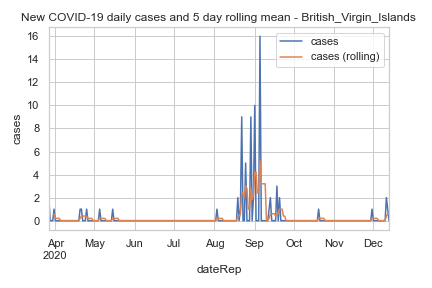 New COVID-19 daily cases and 5 day rolling mean - British_Virgin_Islands
cases
cases (rolling)
16
14
12
10
8
6
4
2
0
cases
Apr May Jun Jul Aug Sep Oct Nov Dec
2020
dateRep